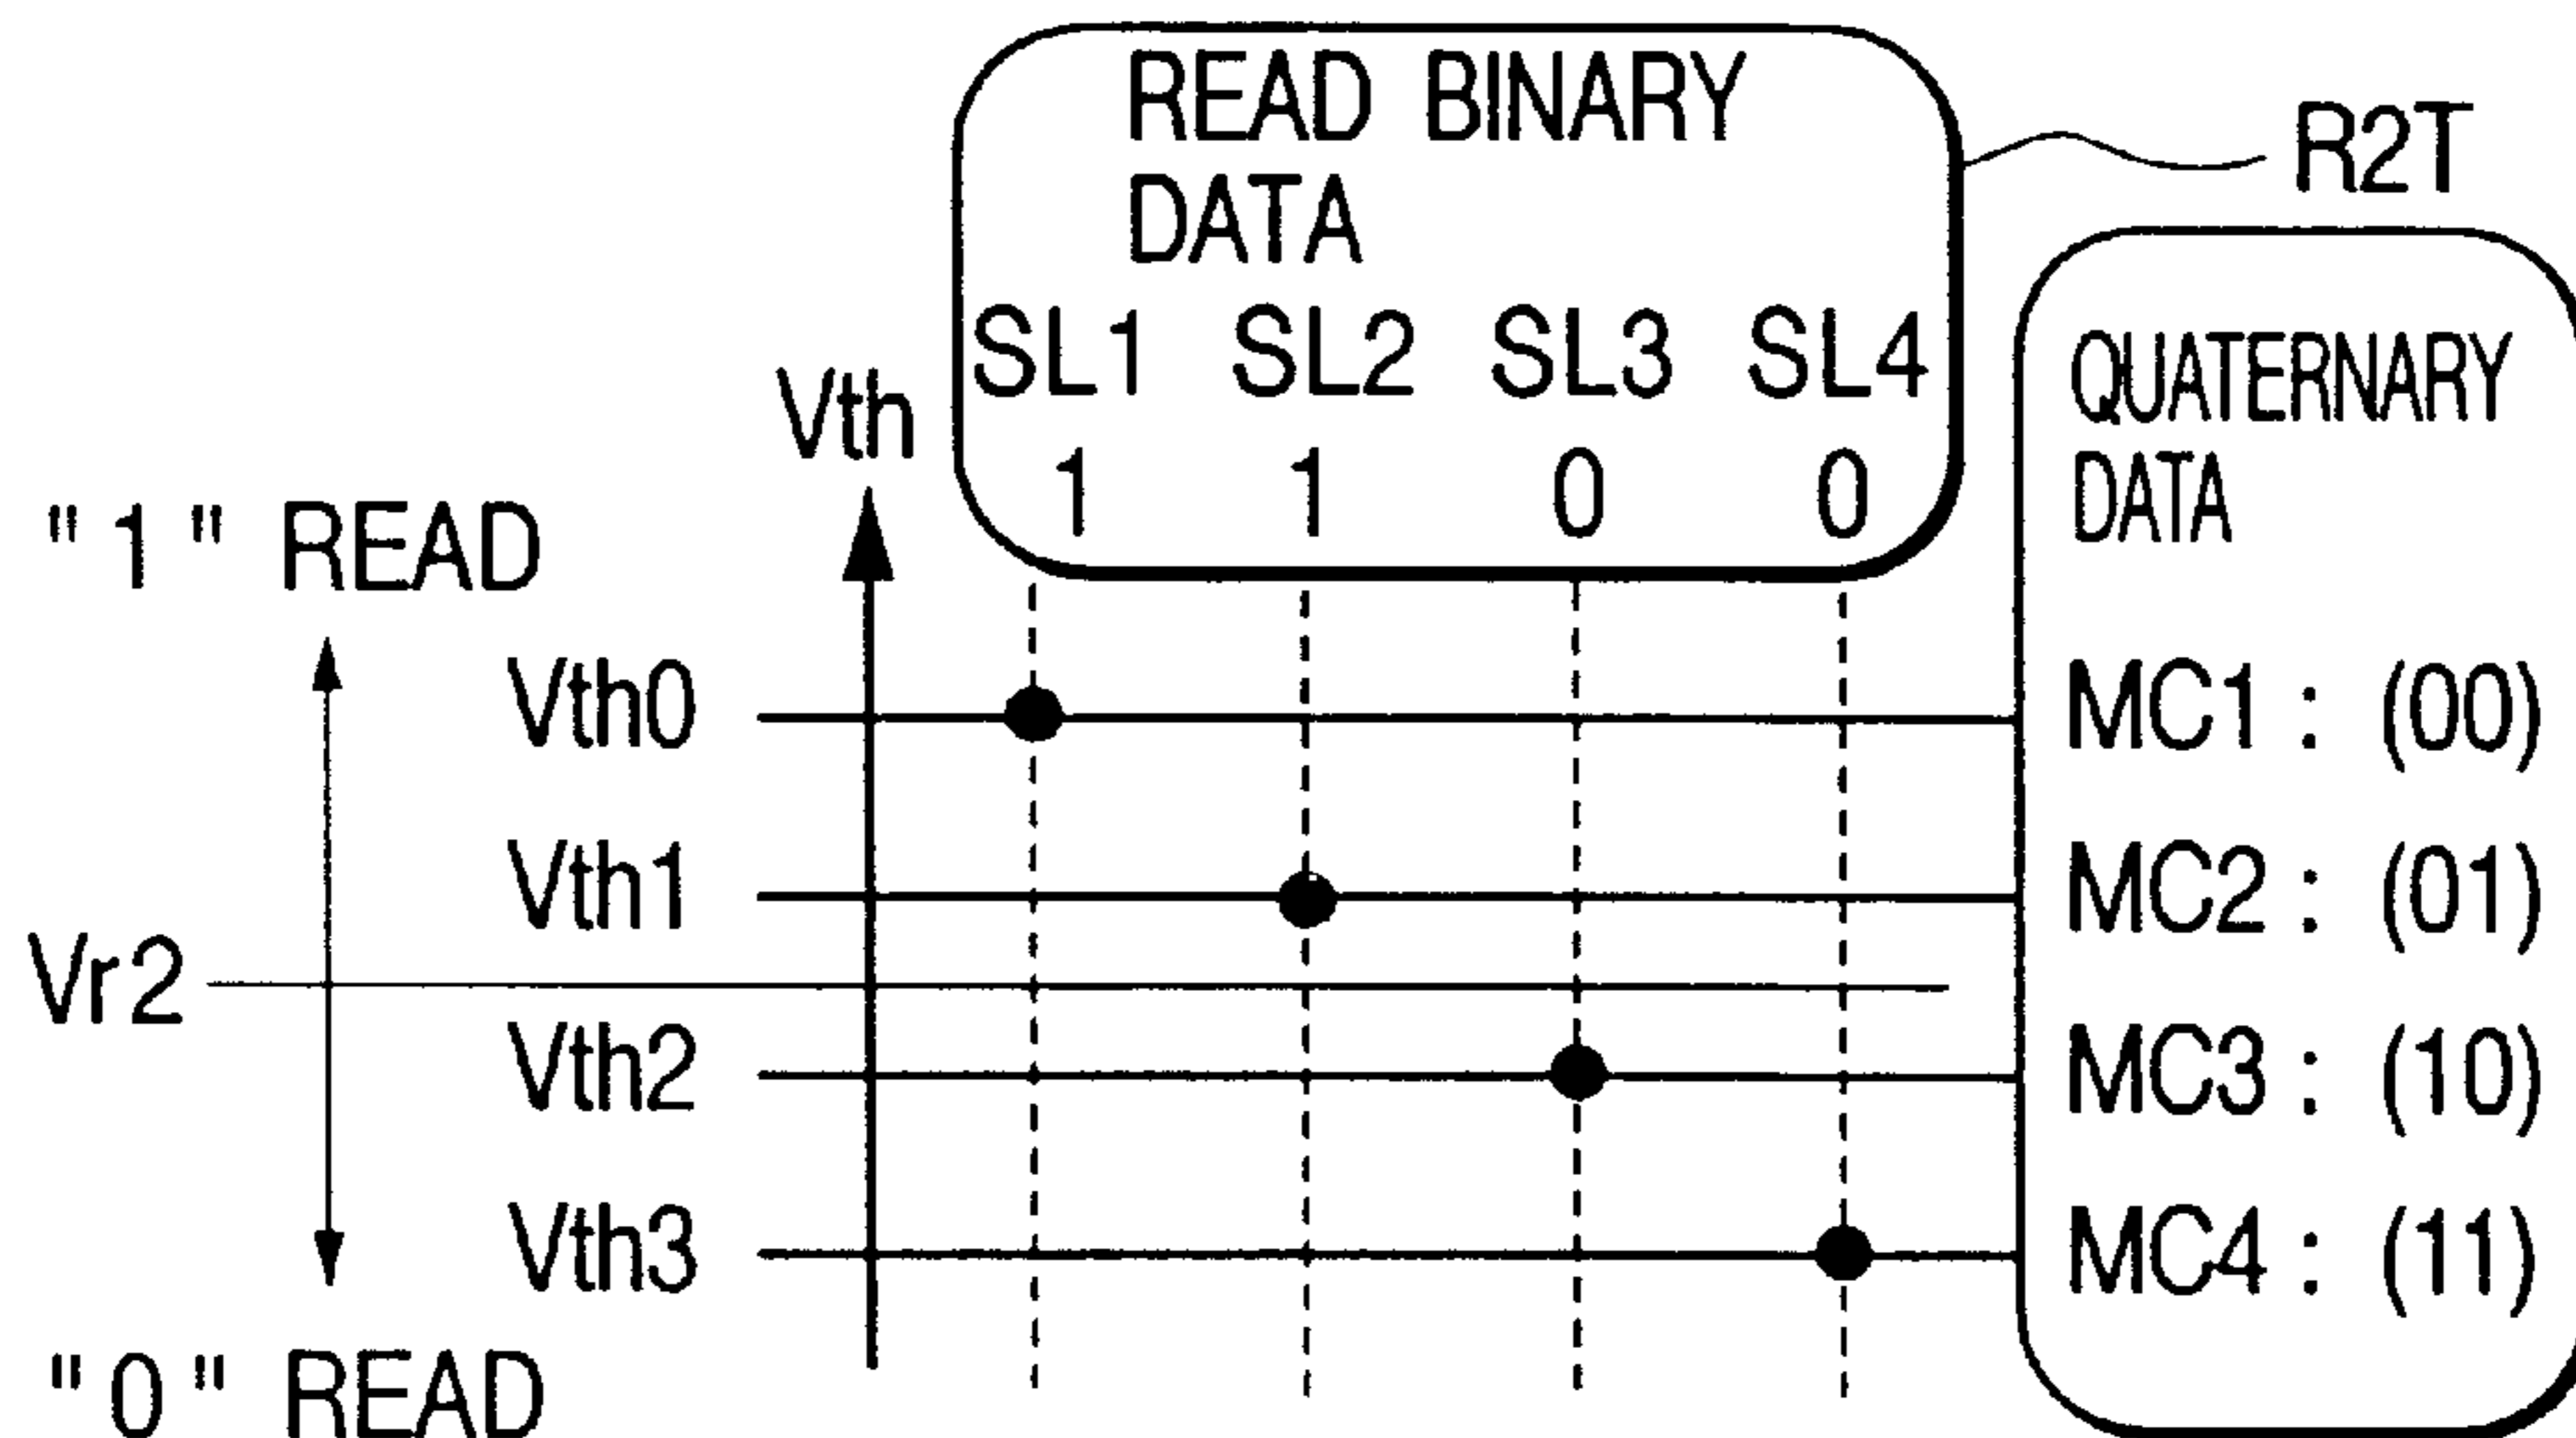 READ BINARY
DATA
R2T
SL1 SL2 SL3 SL4
1 1 0 0
Vth
QUATERNARY
DATA
" 1 " READ
Vth0
MC1 : (00)
Vth1
MC2 : (01)
Vr2
Vth2
MC3 : (10)
Vth3
MC4 : (11)
" 0 " READ